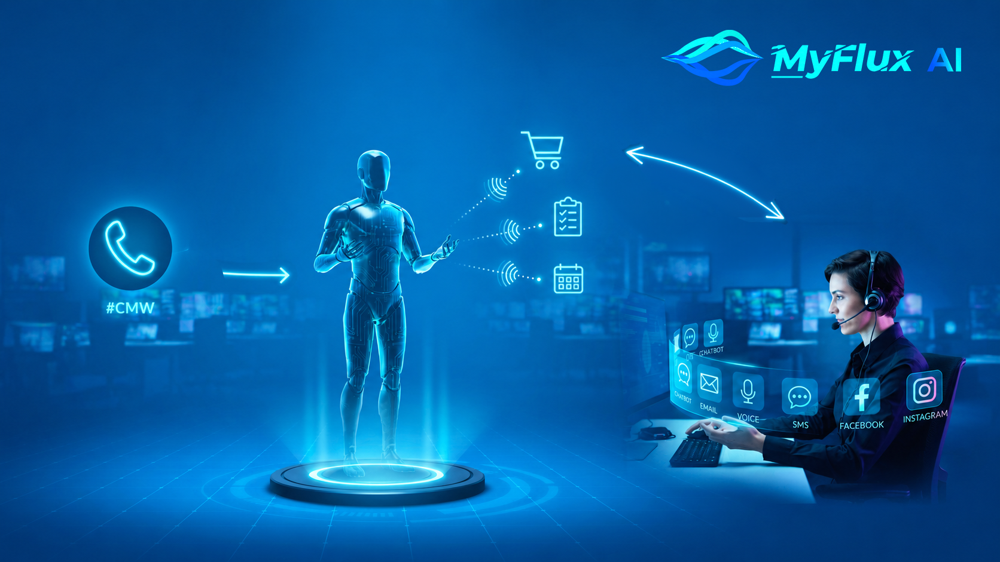 MyFlux AI
#CMW
CHATBOT
CHATBOT
EMAIL
VOICE
SMS
FACEBOOK
INSTAGRAM